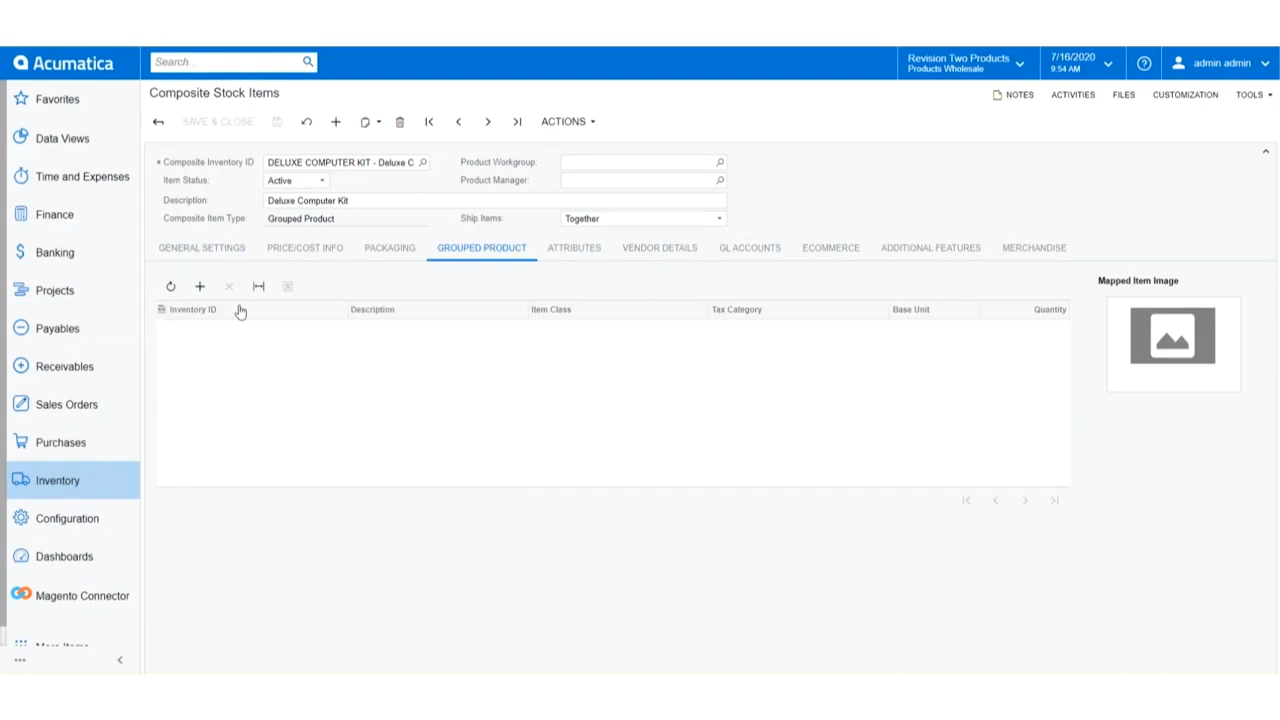 Acumatica
Search...
Revision Two Products
Products Wholesale
7/16/2020
9:54 AM
admin admin
Favorites
Data Views
Time and Expenses
Finance
Banking
Projects
Payables
Receivables
Sales Orders
Purchases
Inventory
Configuration
Dashboards
Magento Connector
Composite Stock Items
NOTES ACTIVITIES FILES CUSTOMIZATION TOOLS
SAVE & CLOSE ACTIONS
Composite Inventory ID DELUXE COMPUTER KIT - Deluxe C Product Workgroup:
Item Status: Active Product Manager:
Description: Deluxe Computer Kit
Composite Item Type: Grouped Product Ship Items: Together
GENERAL SETTINGS PRICE/COST INFO PACKAGING GROUPED PRODUCT ATTRIBUTES VENDOR DETAILS GL ACCOUNTS ECOMMERCE ADDITIONAL FEATURES MERCHANDISE
Mapped Item Image
Inventory ID Description Item Class Tax Category Base Unit Quantity